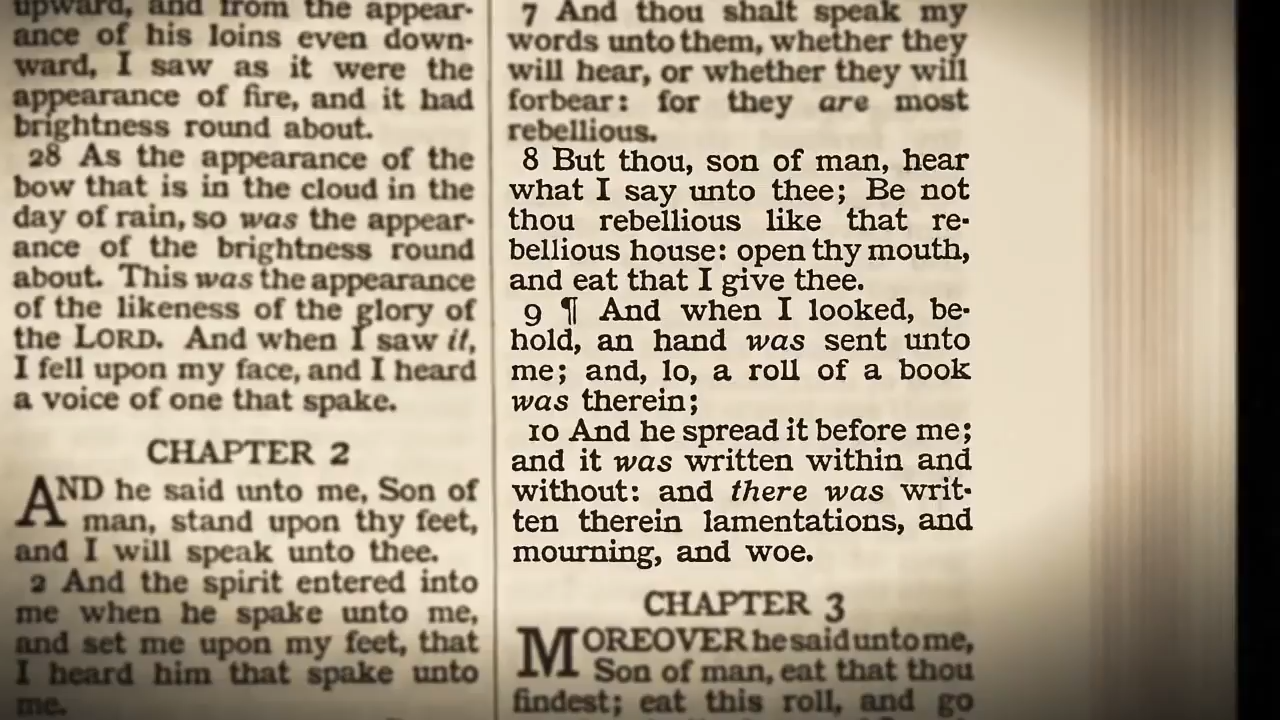 upward, and from the appear-
ance of his loins even down-
ward, I saw as it were the
appearance of fire, and it had
brightness round about.
28 As the appearance of the
bow that is in the cloud in the
day of rain, so was the appear-
ance of the brightness round
about. This was the appearance
of the likeness of the glory of
the LORD. And when I saw it,
I fell upon my face, and I heard
a voice of one that spake.
CHAPTER 2
AND he said unto me, Son of
man, stand upon thy feet,
and I will speak unto thee.
2 And the spirit entered into
me when he spake unto me,
and set me upon my feet, that
I heard him that spake unto
me.
7 And thou shalt speak my
words unto them, whether they
will hear, or whether they will
forbear: for they are most
rebellious.
8 But thou, son of man, hear
what I say unto thee; Be not
thou rebellious like that re-
bellious house: open thy mouth,
and eat that I give thee.
9 ¶ And when I looked, be-
hold, an hand was sent unto
me; and, lo, a roll of a book
was therein;
10 And he spread it before me;
and it was written within and
without: and there was writ-
ten therein lamentations, and
mourning, and woe.
CHAPTER 3
MOREOVER he said unto me,
Son of man, eat that thou
findest; eat this roll, and go